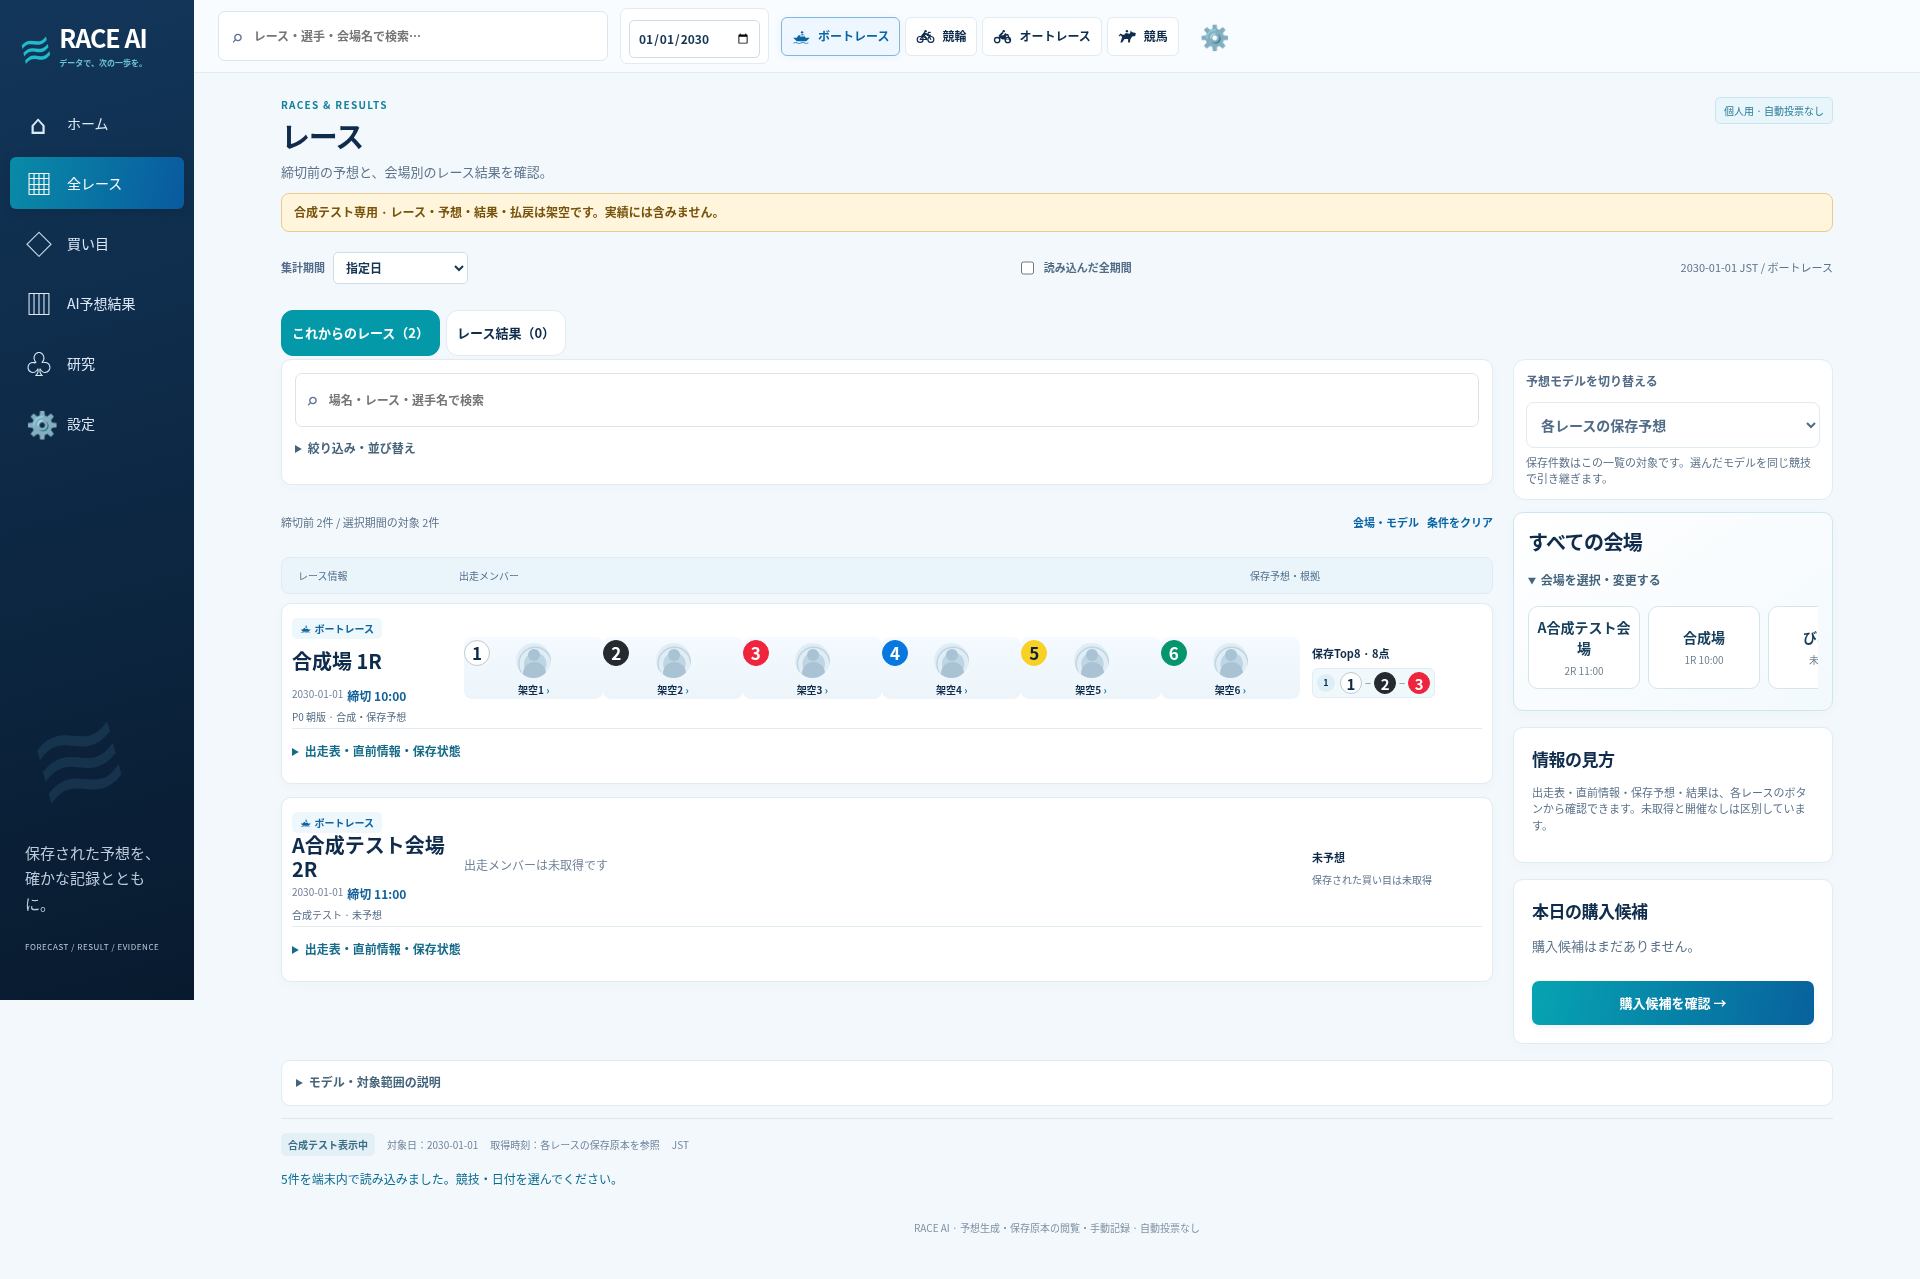 RACE AI
データで、次の一歩を。
ホーム
全レース
買い目
AI予想結果
研究
設定
保存された予想を、
確かな記録ととも
に。
FORECAST / RESULT / EVIDENCE
レース・選手・会場名で検索…
01/01/2030
ボートレース
競輪
オートレース
競馬
RACES & RESULTS
レース
締切前の予想と、会場別のレース結果を確認。
個人用 · 自動投票なし
合成テスト専用 · レース・予想・結果・払戻は架空です。実績には含みません。
集計期間
指定日
読み込んだ全期間
2030-01-01 JST / ボートレース
これからのレース（2）
レース結果（0）
場名・レース・選手名で検索
絞り込み・並び替え
締切前 2件 / 選択期間の対象 2件
会場・モデル
条件をクリア
レース情報
出走メンバー
保存予想・根拠
ボートレース
合成場 1R
2030-01-01 締切 10:00
P0 朝版 · 合成・保存予想
1
架空1 ›
2
架空2 ›
3
架空3 ›
4
架空4 ›
5
架空5 ›
6
架空6 ›
保存Top8 · 8点
1 1 – 2 – 3
出走表・直前情報・保存状態
ボートレース
A合成テスト会場
2R
2030-01-01 締切 11:00
合成テスト · 未予想
出走メンバーは未取得です
未予想
保存された買い目は未取得
出走表・直前情報・保存状態
予想モデルを切り替える
各レースの保存予想
保存件数はこの一覧の対象です。選んだモデルを同じ競技
で引き継ぎます。
すべての会場
会場を選択・変更する
A合成テスト会
場
2R 11:00
合成場
1R 10:00
び
未
情報の見方
出走表・直前情報・保存予想・結果は、各レースのボタ
ンから確認できます。未取得と開催なしは区別していま
す。
本日の購入候補
購入候補はまだありません。
購入候補を確認 →
モデル・対象範囲の説明
合成テスト表示中
対象日：2030-01-01
取得時刻：各レースの保存原本を参照
JST
5件を端末内で読み込みました。競技・日付を選んでください。
RACE AI · 予想生成・保存原本の閲覧・手動記録 · 自動投票なし